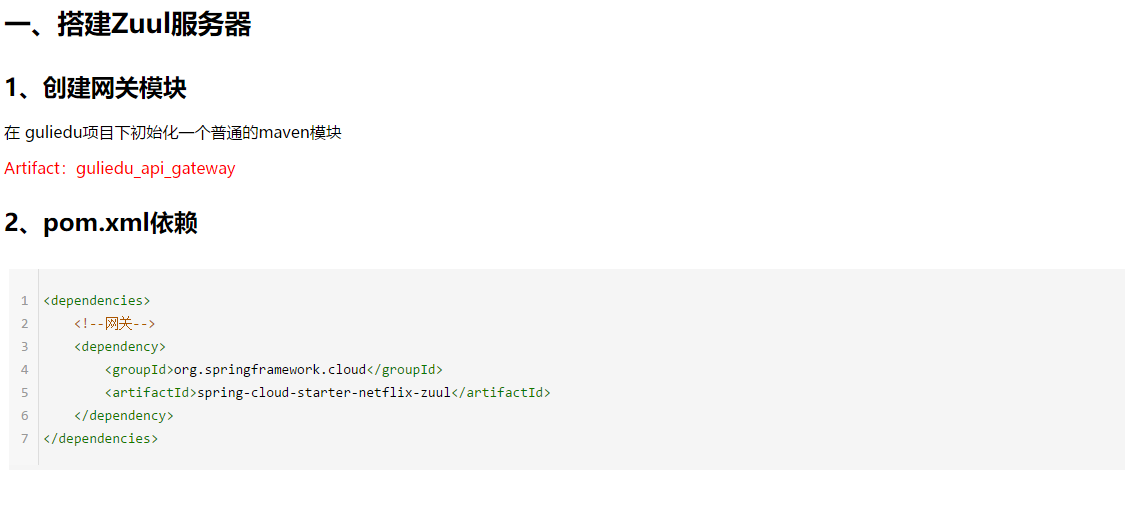 一、搭建Zuul服务器
1、创建网关模块
在 guliedu项目下初始化一个普通的maven模块
Artifact：guliedu_api_gateway
2、pom.xml依赖
1 <dependencies>
2     <!--网关-->
3     <dependency>
4         <groupId>org.springframework.cloud</groupId>
5         <artifactId>spring-cloud-starter-netflix-zuul</artifactId>
6     </dependency>
7 </dependencies>